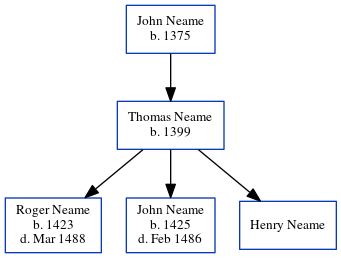 John Neame
b. 1375
Thomas Neame
b. 1399
Roger Neame
b. 1423
d. Mar 1488
John Neame
b. 1425
d. Feb 1486
Henry Neame